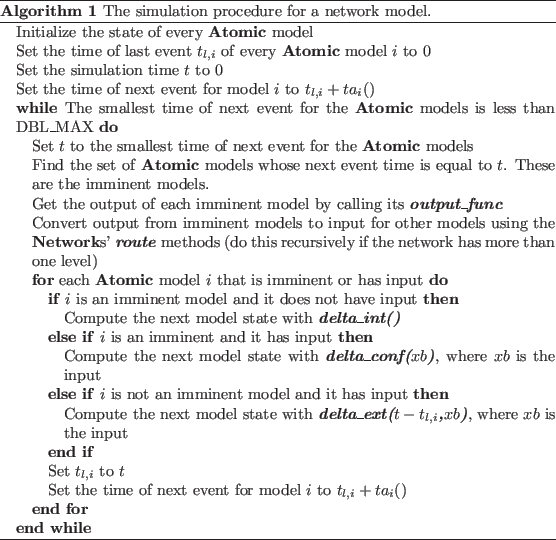 Algorithm 1 The simulation procedure for a network model.
Initialize the state of every Atomic model
Set the time of last event t_{l,i} of every Atomic model i to 0
Set the simulation time t to 0
Set the time of next event for model i to t_{l,i} + ta_i()
while The smallest time of next event for the Atomic models is less than
DBL_MAX do
Set t to the smallest time of next event for the Atomic models
Find the set of Atomic models whose next event time is equal to t. These
are the imminent models.
Get the output of each imminent model by calling its output_func
Convert output from imminent models to input for other models using the
Networks' route methods (do this recursively if the network has more than
one level)
for each Atomic model i that is imminent or has input do
if i is an imminent model and it does not have input then
Compute the next model state with delta_int()
else if i is an imminent and it has input then
Compute the next model state with delta_conf(xb), where xb is the
input
else if i is not an imminent model and it has input then
Compute the next model state with delta_ext(t − t_{l,i},xb), where xb is
the input
end if
Set t_{l,i} to t
Set the time of next event for model i to t_{l,i} + ta_i()
end for
end while